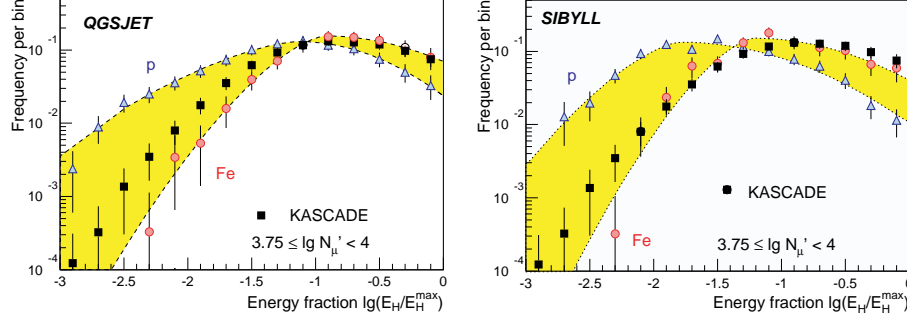 Frequency per bin
QGSJET
p
Fe
KASCADE
3.75 ≤ lg N_μ' < 4
10^-1
10^-2
10^-3
10^-4
-3 -2.5 -2 -1.5 -1 -0.5 0
Energy fraction lg(E_H/E_H^max)
Frequency per bin
SIBYLL
p
Fe
KASCADE
3.75 ≤ lg N_μ' < 4
1
10^-1
10^-2
10^-3
10^-4
-3 -2.5 -2 -1.5 -1 -0.5 0
Energy fraction lg(E_H/E_H^max)